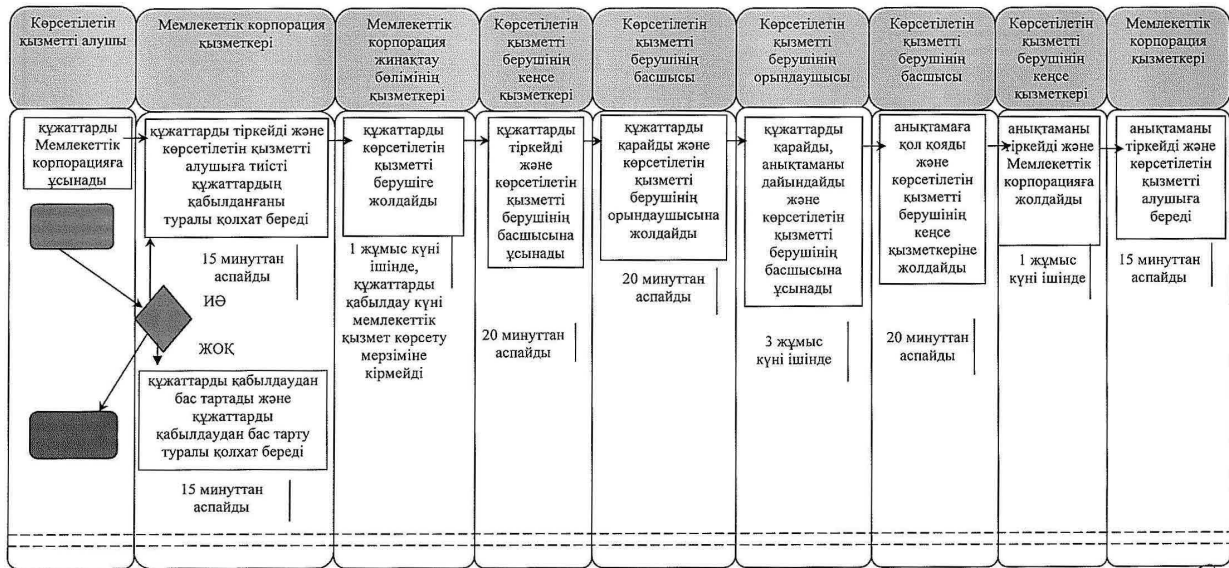 Көрсетілетін
қызметті алушы
Мемлекеттік корпорация
қызметкері
Мемлекеттік
корпорация
жинақтау
бөлімінің
қызметкері
Көрсетілетін
қызметті
берушінің
кеңсе
қызметкері
Көрсетілетін
қызметті
берушінің
басшысы
Көрсетілетін
қызметті
берушінің
орындаушысы
Көрсетілетін
қызметті
берушінің
басшысы
Көрсетілетін
қызметті
берушінің
кеңсе
қызметкері
Мемлекеттік
корпорация
қызметкері
құжаттарды
Мемлекеттік
корпорацияға
ұсынады
құжаттарды тіркейді және
көрсетілетін қызметті
алушыға тиісті
құжаттардың
қабылданғаны
туралы қолхат береді
15 минуттан
аспайды
ИӘ
ЖОҚ
құжаттарды қабылдаудан
бас тартады және
құжаттарды
қабылдаудан бас тарту
туралы қолхат береді
15 минуттан
аспайды
құжаттарды
көрсетілетін
қызметті
берушіге
жолдайды
1 жұмыс күні
ішінде,
құжаттарды
қабылдау күні
мемлекеттік
қызмет көрсету
мерзіміне
кірмейді
құжаттарды
тіркейді
және
көрсетілетін
қызметті
берушінің
басшысына
ұсынады
20 минуттан
аспайды
құжаттарды
қарайды және
көрсетілетін
қызметті
берушінің
орындаушысына
жолдайды
20 минуттан
аспайды
құжаттарды
қарайды,
анықтаманы
дайындайды
және
көрсетілетін
қызметті
берушінің
басшысына
ұсынады
3 жұмыс
күні ішінде
анықтамаға
қол қояды
және
көрсетілетін
қызметті
берушінің
кеңсе
қызметкеріне
жолдайды
20 минуттан
аспайды
анықтаманы
тіркейді және
Мемлекеттік
корпорацияға
жолдайды
1 жұмыс
күні ішінде
анықтаманы
тіркейді және
көрсетілетін
қызметті
алушыға
береді
15 минуттан
аспайды